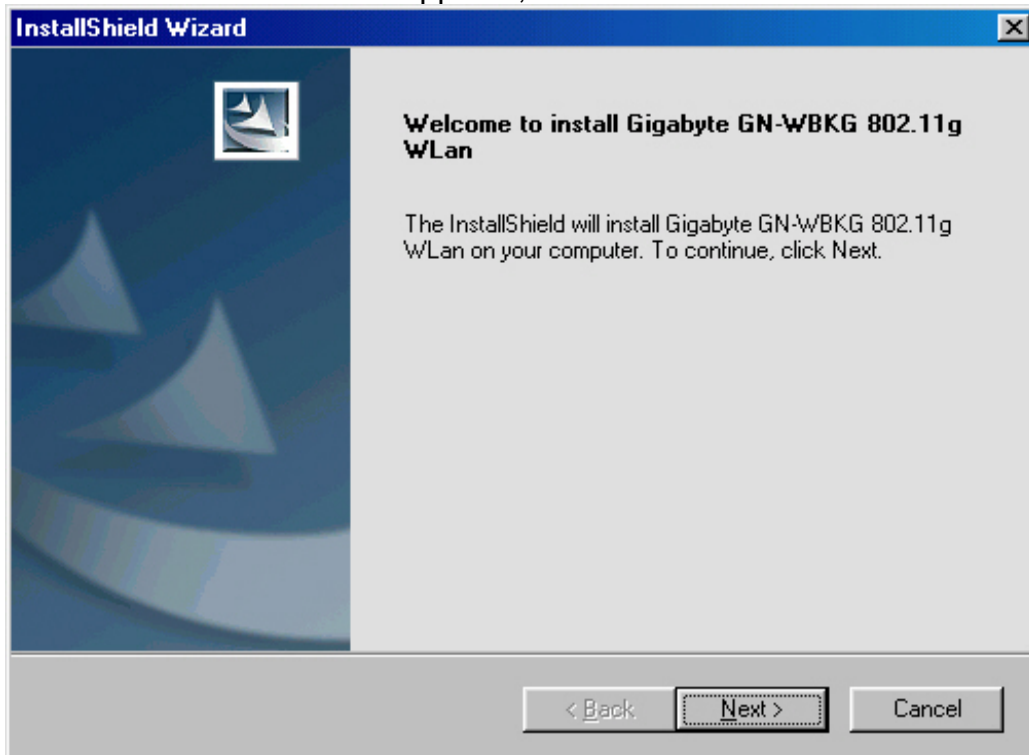 InstallShield Wizard
Welcome to install Gigabyte GN-WBKG 802.11g
WLan
The InstallShield will install Gigabyte GN-WBKG 802.11g
WLan on your computer. To continue, click Next.
< Back Next > Cancel